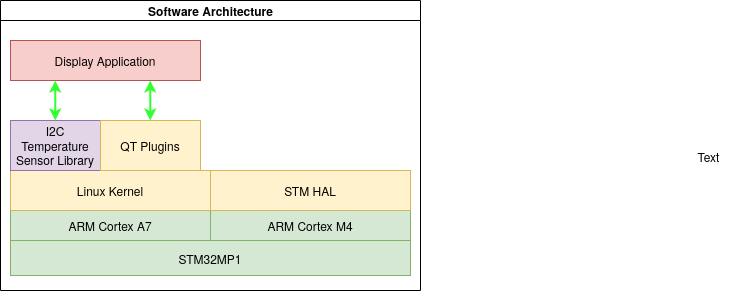 Software Architecture
Display Application
I2C
Temperature
Sensor Library
QT Plugins
Text
Linux Kernel
STM HAL
ARM Cortex A7
ARM Cortex M4
STM32MP1